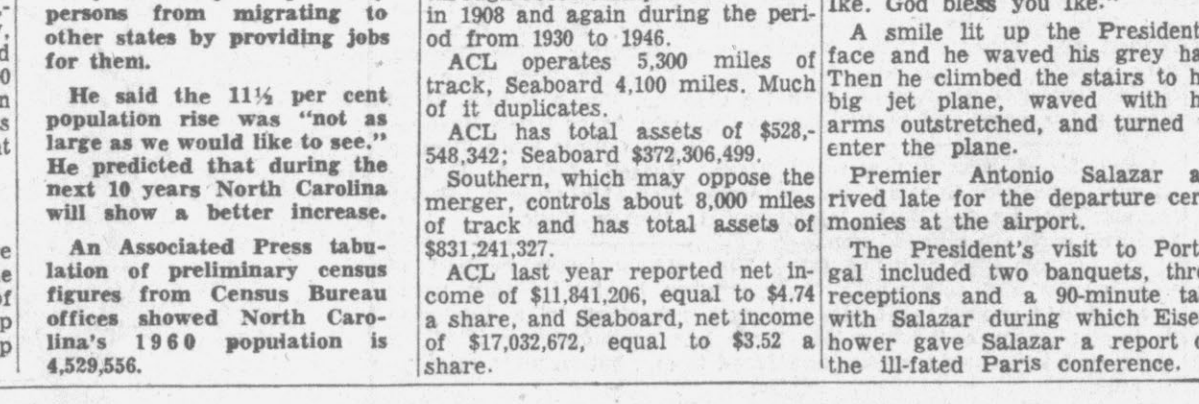 persons from migrating to
other states by providing jobs
for them.
He said the 11½ per cent
population rise was "not as
large as we would like to see."
He predicted that during the
next 10 years North Carolina
will show a better increase.
An Associated Press tabu-
lation of preliminary census
figures from Census Bureau
offices showed North Caro-
lina's 1960 population is
4,529,556.
in 1908 and again during the peri-
od from 1930 to 1946.
ACL operates 5,300 miles of
track, Seaboard 4,100 miles. Much
of it duplicates.
ACL has total assets of $528,-
548,342; Seaboard $372,306,499.
Southern, which may oppose the
merger, controls about 8,000 miles
of track and has total assets of
$831,241,327.
ACL last year reported net in-
come of $11,841,206, equal to $4.74
a share, and Seaboard, net income
of $17,032,672, equal to $3.52 a
share.
Ike. God bless you Ike."
A smile lit up the President
face and he waved his grey ha
Then he climbed the stairs to h
big jet plane, waved with h
arms outstretched, and turned
enter the plane.
Premier Antonio Salazar a
rived late for the departure cer
monies at the airport.
The President's visit to Port
gal included two banquets, thr
receptions and a 90-minute ta
with Salazar during which Eise
hower gave Salazar a report
the ill-fated Paris conference.